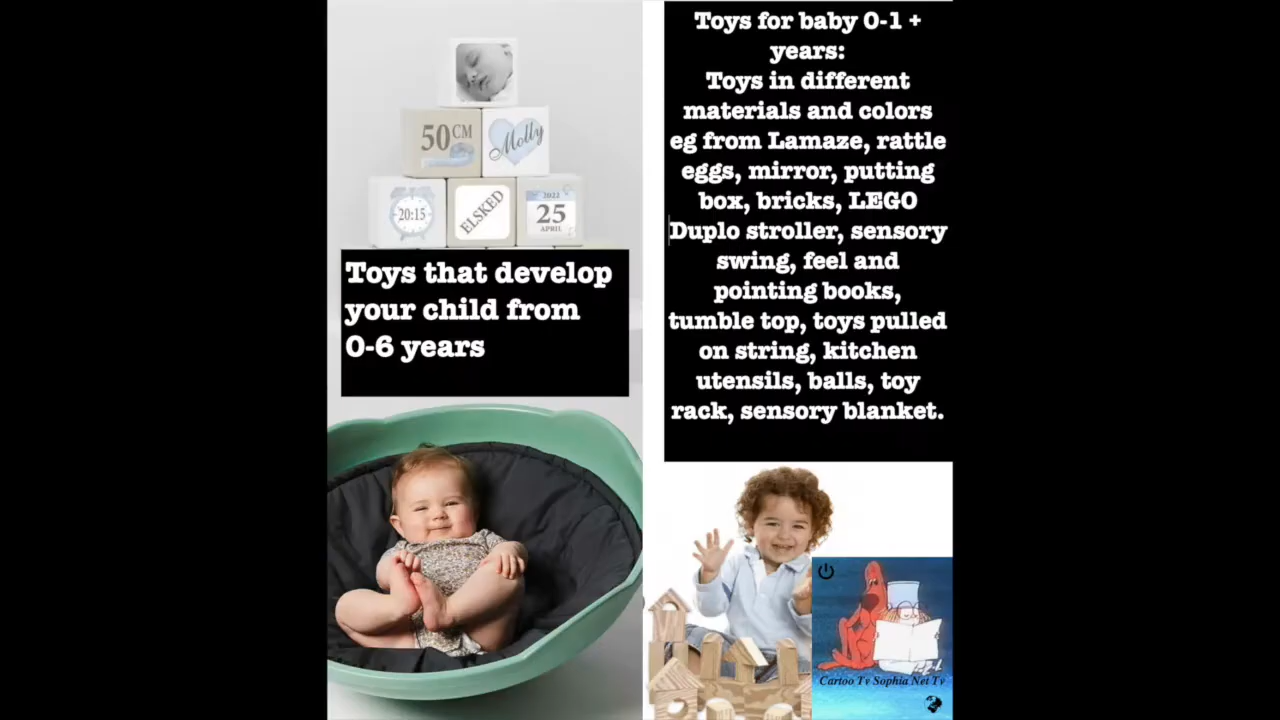 50 CM
Molly
20:15
ELSKED
2022
25
APRIL
Toys that develop
your child from
0-6 years
Toys for baby 0-1 +
years:
Toys in different
materials and colors
eg from Lamaze, rattle
eggs, mirror, putting
box, bricks, LEGO
Duplo stroller, sensory
swing, feel and
pointing books,
tumble top, toys pulled
on string, kitchen
utensils, balls, toy
rack, sensory blanket.
Cartoo Tv Sophia Net Tv